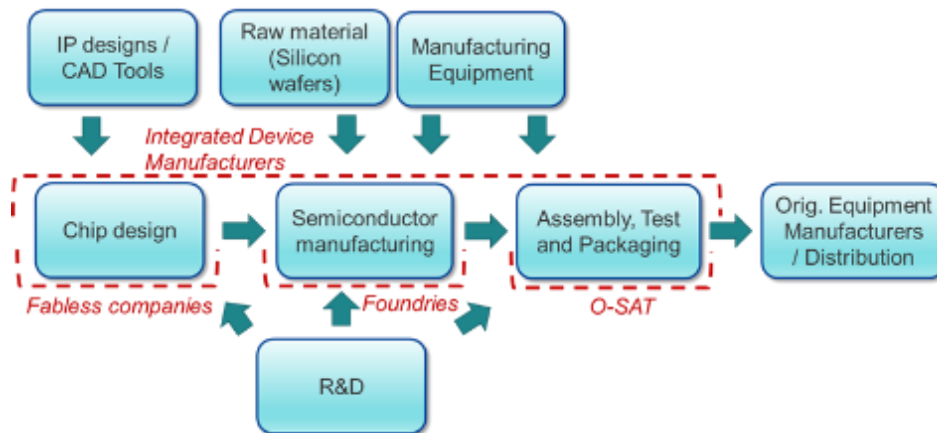 IP designs /
CAD Tools
Raw material
(Silicon
wafers)
Manufacturing
Equipment
Integrated Device
Manufacturers
Chip design
Semiconductor
manufacturing
Assembly, Test
and Packaging
Orig. Equipment
Manufacturers
/ Distribution
Fabless companies
Foundries
O-SAT
R&D